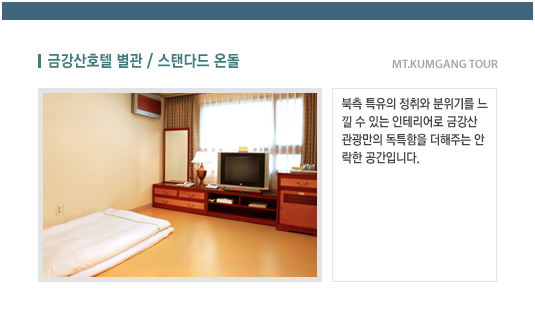 금강산호텔 별관 / 스탠다드 온돌
MT.KUMGANG TOUR
북측 특유의 정취와 분위기를 느
낄 수 있는 인테리어로 금강산
관광만의 독특함을 더해주는 안
락한 공간입니다.